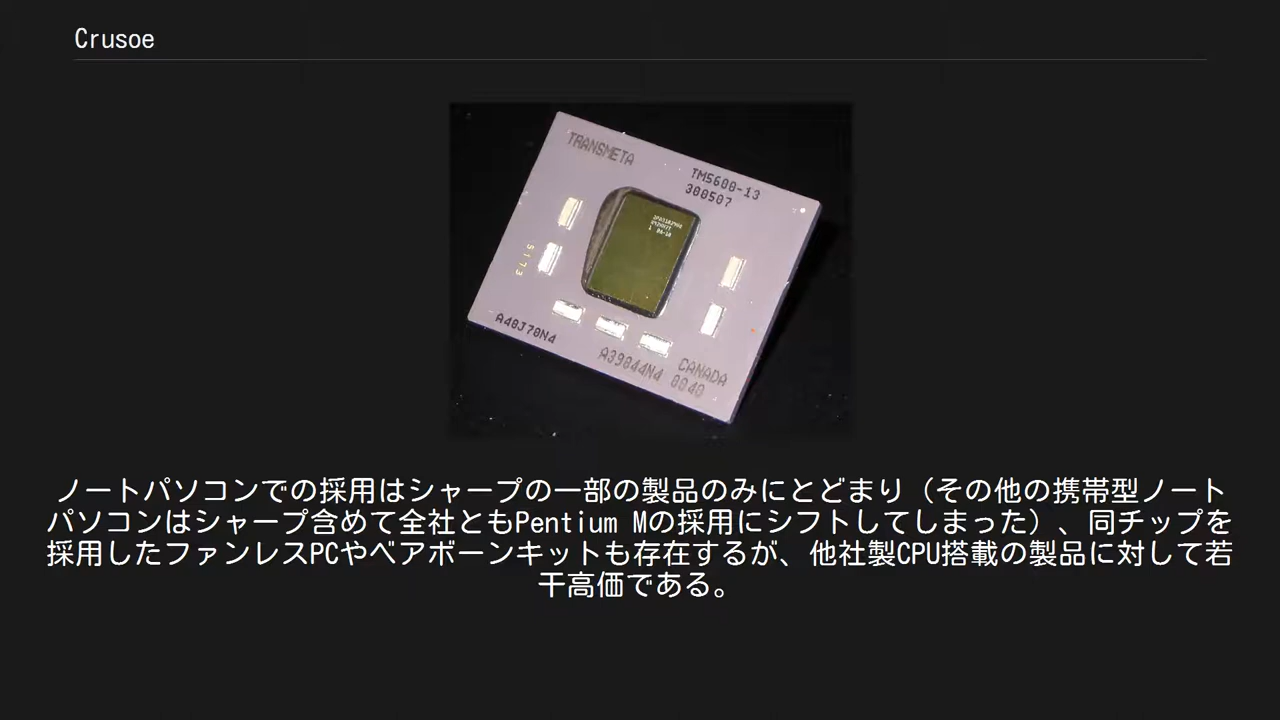 Crusoe
TRANSMETA
TM5600-13
300507
5173
A40J70N4
A39844N4 0040
CANADA
ノートパソコンでの採用はシャープの一部の製品のみにとどまり（その他の携帯型ノート
パソコンはシャープ含めて全社ともPentium Mの採用にシフトしてしまった）、同チップを
採用したファンレスPCやベアボーンキットも存在するが、他社製CPU搭載の製品に対して若
干高価である。